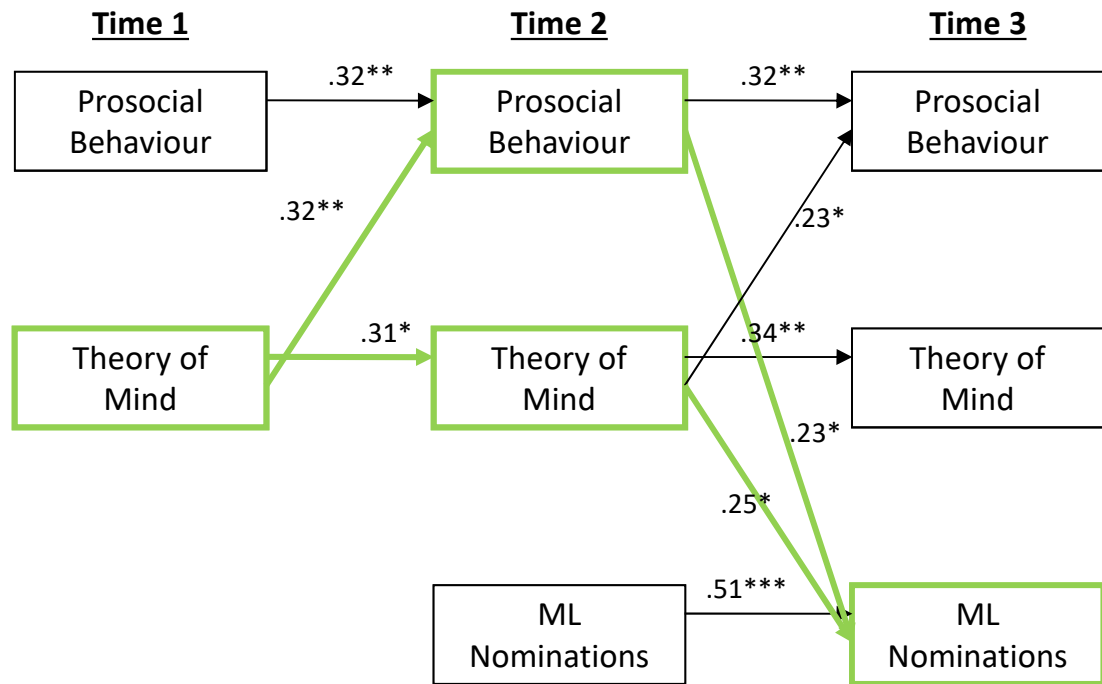 Time 1
Time 2
Time 3
Prosocial
Behaviour
.32**
Prosocial
Behaviour
.32**
Prosocial
Behaviour
.32**
.23*
Theory of
Mind
.31*
Theory of
Mind
.34**
Theory of
Mind
.23*
.25*
ML
Nominations
.51***
ML
Nominations